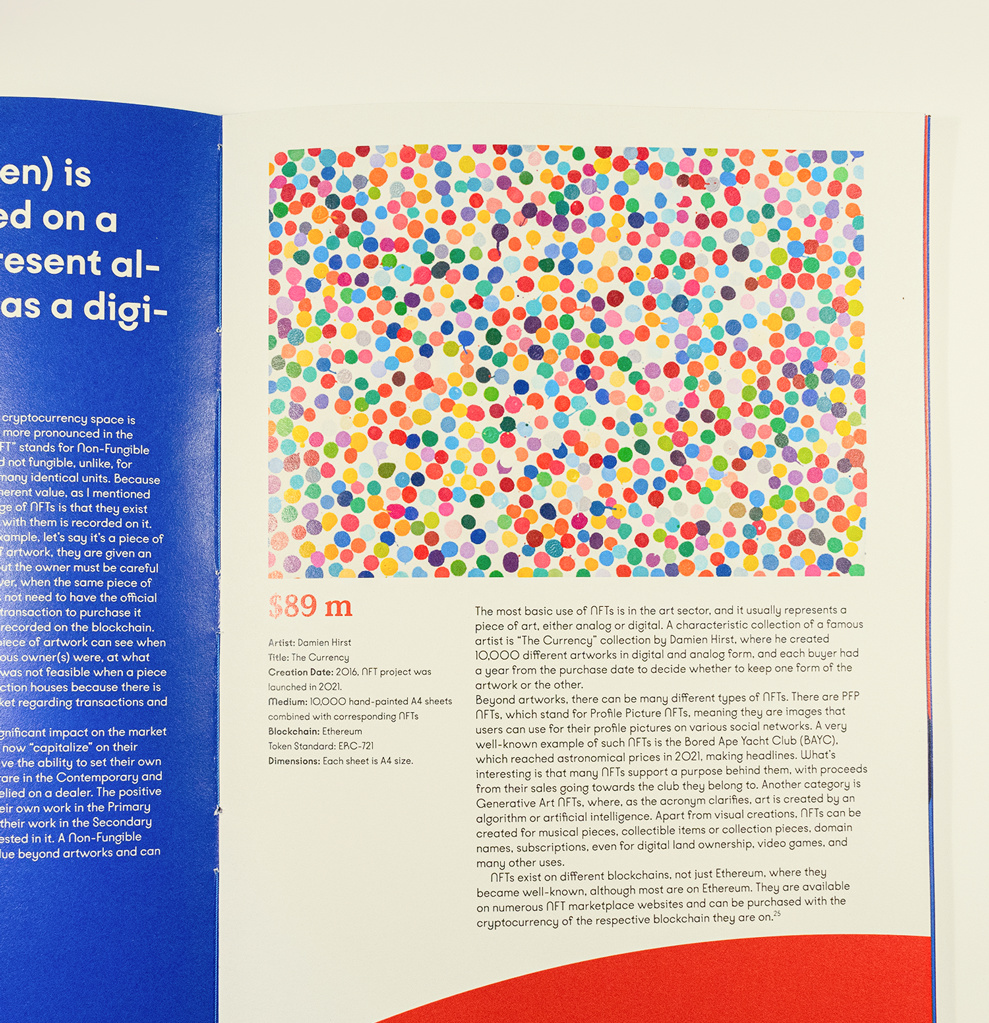 en) is
ed on a
resent al-
as a digi-
cryptocurrency space is
more pronounced in the
FT" stands for Non-Fungible
d not fungible, unlike, for
many identical units. Because
herent value, as I mentioned
ge of NFTs is that they exist
with them is recorded on it.
ample, let's say it's a piece of
f artwork, they are given an
ut the owner must be careful
ver, when the same piece of
not need to have the official
transaction to purchase it
recorded on the blockchain.
piece of artwork can see when
ous owner(s) were, at what
was not feasible when a piece
ction houses because there is
ket regarding transactions and
gnificant impact on the market
now "capitalize" on their
ve the ability to set their own
rare in the Contemporary and
elied on a dealer. The positive
eir own work in the Primary
their work in the Secondary
ested in it. A Non-Fungible
lue beyond artworks and can
$89 m
Artist: Damien Hirst
Title: The Currency
Creation Date: 2016, NFT project was
launched in 2021.
Medium: 10,000 hand-painted A4 sheets
combined with corresponding NFTs
Blockchain: Ethereum
Token Standard: ERC-721
Dimensions: Each sheet is A4 size.
The most basic use of NFTs is in the art sector, and it usually represents a
piece of art, either analog or digital. A characteristic collection of a famous
artist is "The Currency" collection by Damien Hirst, where he created
10,000 different artworks in digital and analog form, and each buyer had
a year from the purchase date to decide whether to keep one form of the
artwork or the other.
Beyond artworks, there can be many different types of NFTs. There are PFP
NFTs, which stand for Profile Picture NFTs, meaning they are images that
users can use for their profile pictures on various social networks. A very
well-known example of such NFTs is the Bored Ape Yacht Club (BAYC),
which reached astronomical prices in 2021, making headlines. What's
interesting is that many NFTs support a purpose behind them, with proceeds
from their sales going towards the club they belong to. Another category is
Generative Art NFTs, where, as the acronym clarifies, art is created by an
algorithm or artificial intelligence. Apart from visual creations, NFTs can be
created for musical pieces, collectible items or collection pieces, domain
names, subscriptions, even for digital land ownership, video games, and
many other uses.
NFTs exist on different blockchains, not just Ethereum, where they
became well-known, although most are on Ethereum. They are available
on numerous NFT marketplace websites and can be purchased with the
cryptocurrency of the respective blockchain they are on.25